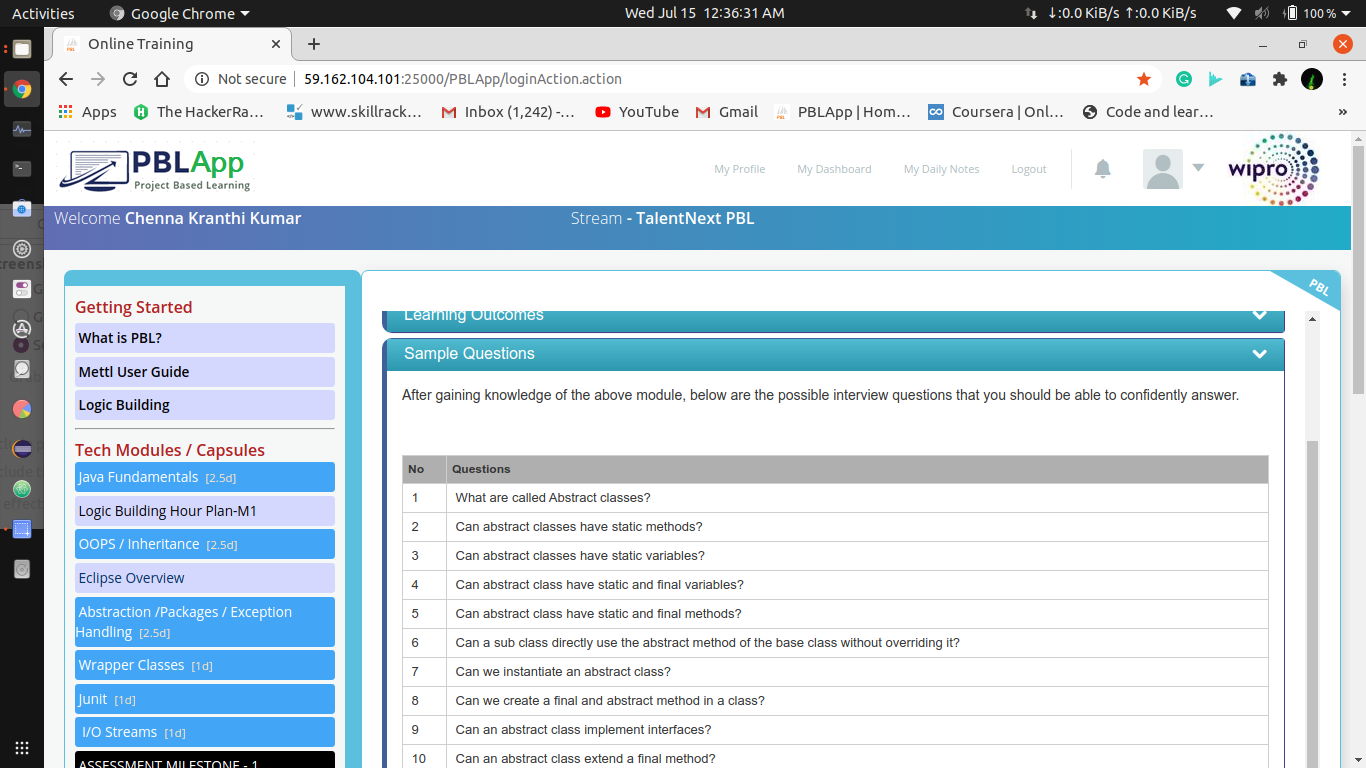 Activities
Google Chrome
Wed Jul 15 12:36:31 AM
↓:0.0 KiB/s ↑:0.0 KiB/s
100 %
Online Training
Not secure
59.162.104.101:25000/PBLApp/loginAction.action
Apps
The HackerRa...
www.skillrack...
Inbox (1,242) -...
YouTube
Gmail
PBLApp | Hom...
Coursera | Onl...
Code and lear...
»
PBLApp
Project Based Learning
My Profile
My Dashboard
My Daily Notes
Logout
wipro
Welcome Chenna Kranthi Kumar
Stream - TalentNext PBL
Getting Started
What is PBL?
Mettl User Guide
Logic Building
Tech Modules / Capsules
Java Fundamentals [2.5d]
Logic Building Hour Plan-M1
OOPS / Inheritance [2.5d]
Eclipse Overview
Abstraction /Packages / Exception
Handling [2.5d]
Wrapper Classes [1d]
Junit [1d]
I/O Streams [1d]
ASSESSMENT MILESTONE - 1
PBL
Learning Outcomes
Sample Questions
After gaining knowledge of the above module, below are the possible interview questions that you should be able to confidently answer.
No Questions
1 What are called Abstract classes?
2 Can abstract classes have static methods?
3 Can abstract classes have static variables?
4 Can abstract class have static and final variables?
5 Can abstract class have static and final methods?
6 Can a sub class directly use the abstract method of the base class without overriding it?
7 Can we instantiate an abstract class?
8 Can we create a final and abstract method in a class?
9 Can an abstract class implement interfaces?
10 Can an abstract class extend a final method?